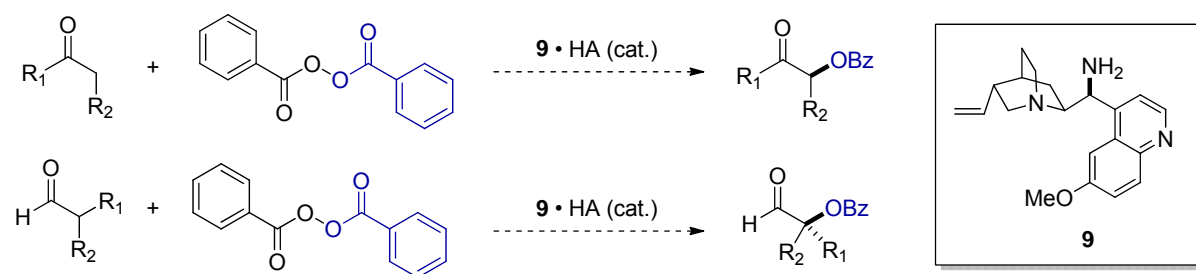 O
R₁
R₂
+
O
O
O
O
9 • HA (cat.)
O
R₁
OBz
R₂
NH₂
N
N
MeO
9
O
H
R₁
R₂
+
O
O
O
O
9 • HA (cat.)
O
H
OBz
R₂
R₁